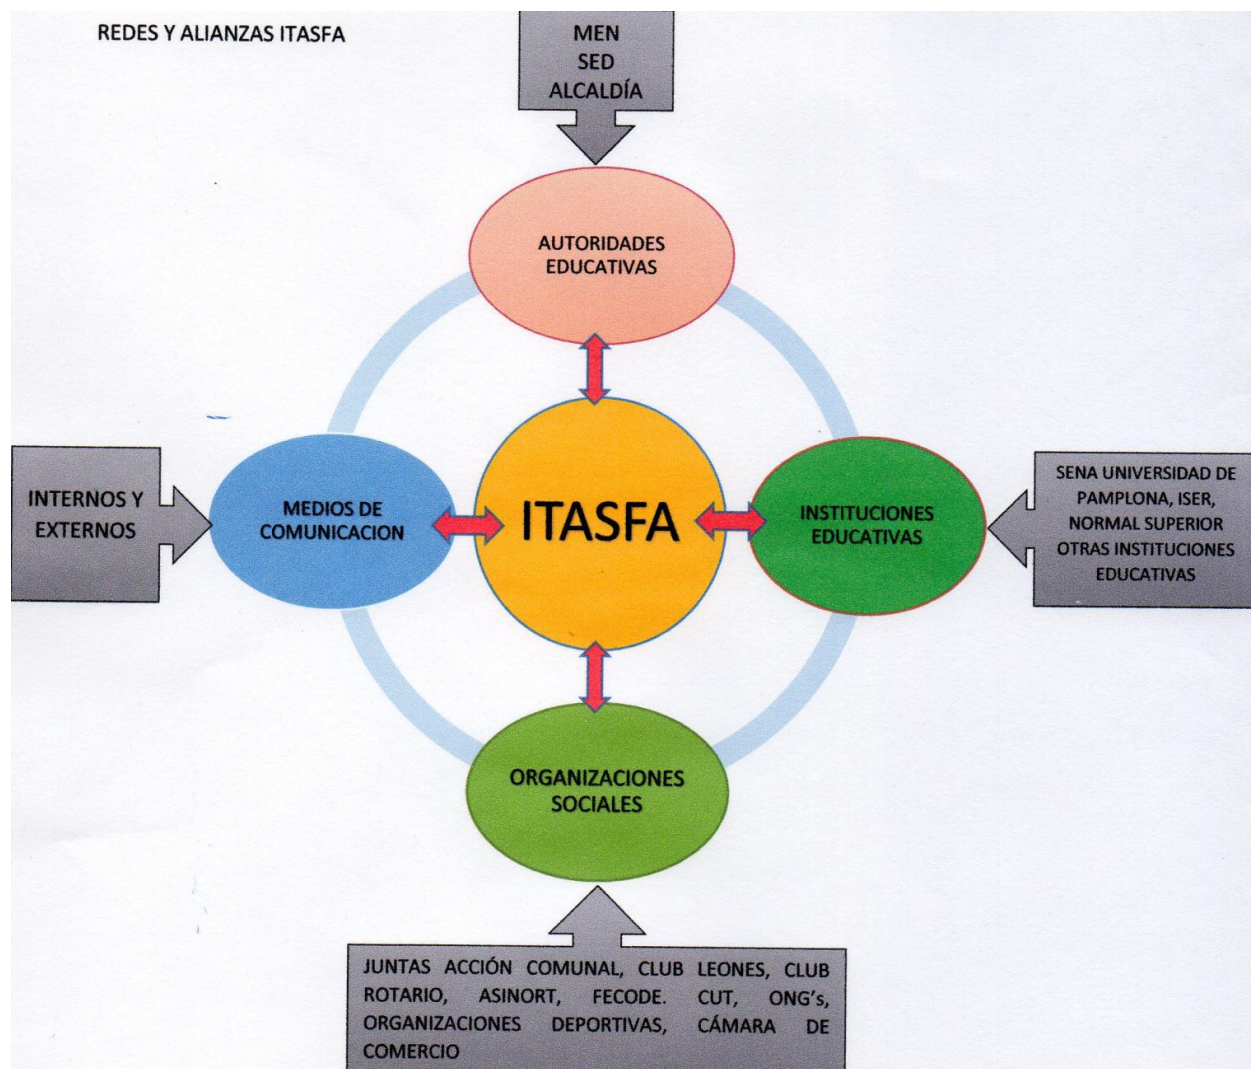 REDES Y ALIANZAS ITASFA
MEN
SED
ALCALDÍA
AUTORIDADES
EDUCATIVAS
INTERNOS Y
EXTERNOS
MEDIOS DE
COMUNICACION
ITASFA
INSTITUCIONES
EDUCATIVAS
SENA UNIVERSIDAD DE
PAMPLONA, ISER,
NORMAL SUPERIOR
OTRAS INSTITUCIONES
EDUCATIVAS
ORGANIZACIONES
SOCIALES
JUNTAS ACCIÓN COMUNAL, CLUB LEONES, CLUB
ROTARIO, ASINORT, FECODE. CUT, ONG's,
ORGANIZACIONES DEPORTIVAS, CÁMARA DE
COMERCIO